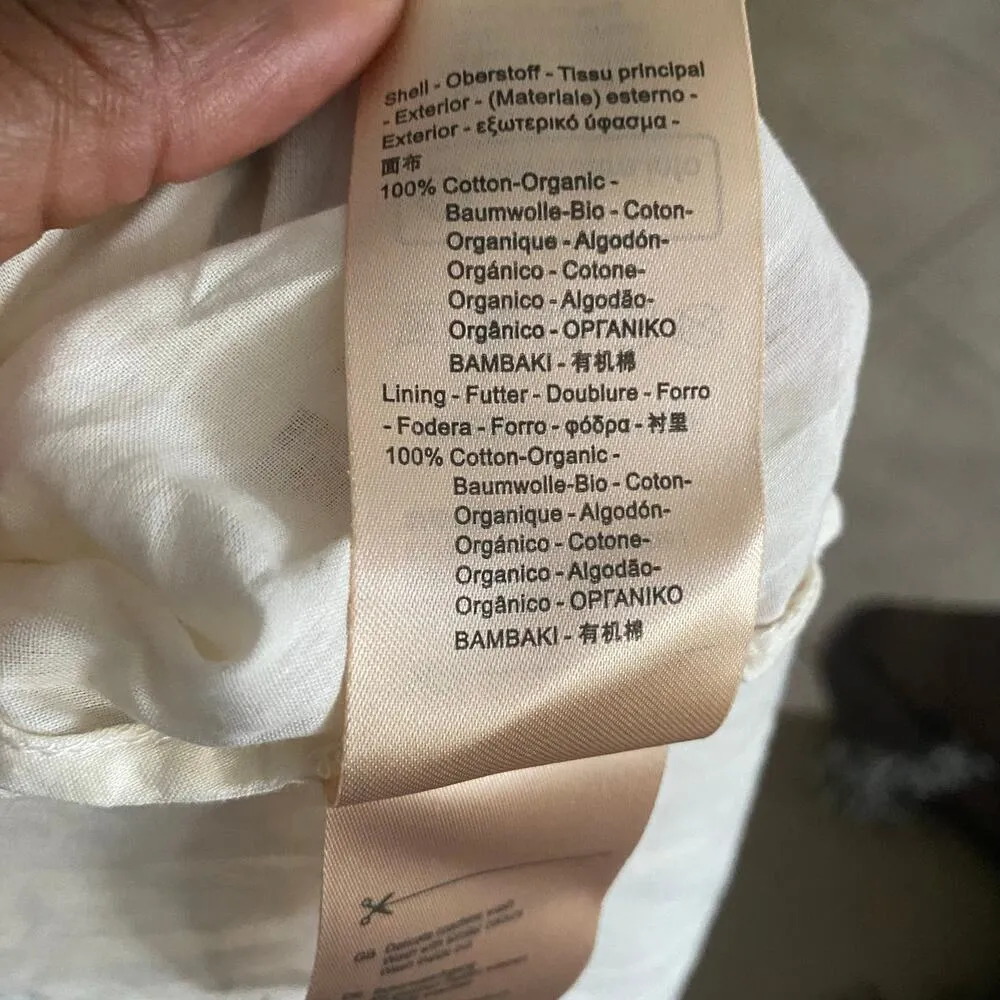 Shell - Oberstoff - Tissu principal
- Exterior - (Materiale) esterno -
Exterior - εξωτερικό ύφασμα -
面布
100% Cotton-Organic -
Baumwolle-Bio - Coton-
Organique - Algodón-
Orgánico - Cotone-
Organico - Algodão-
Orgânico - ΟΡΓΑΝΙΚΟ
BAMBAKI - 有机棉
Lining - Futter - Doublure - Forro
- Fodera - Forro - φόδρα - 衬里
100% Cotton-Organic -
Baumwolle-Bio - Coton-
Organique - Algodón-
Orgánico - Cotone-
Organico - Algodão-
Orgânico - ΟΡΓΑΝΙΚΟ
BAMBAKI - 有机棉
GB